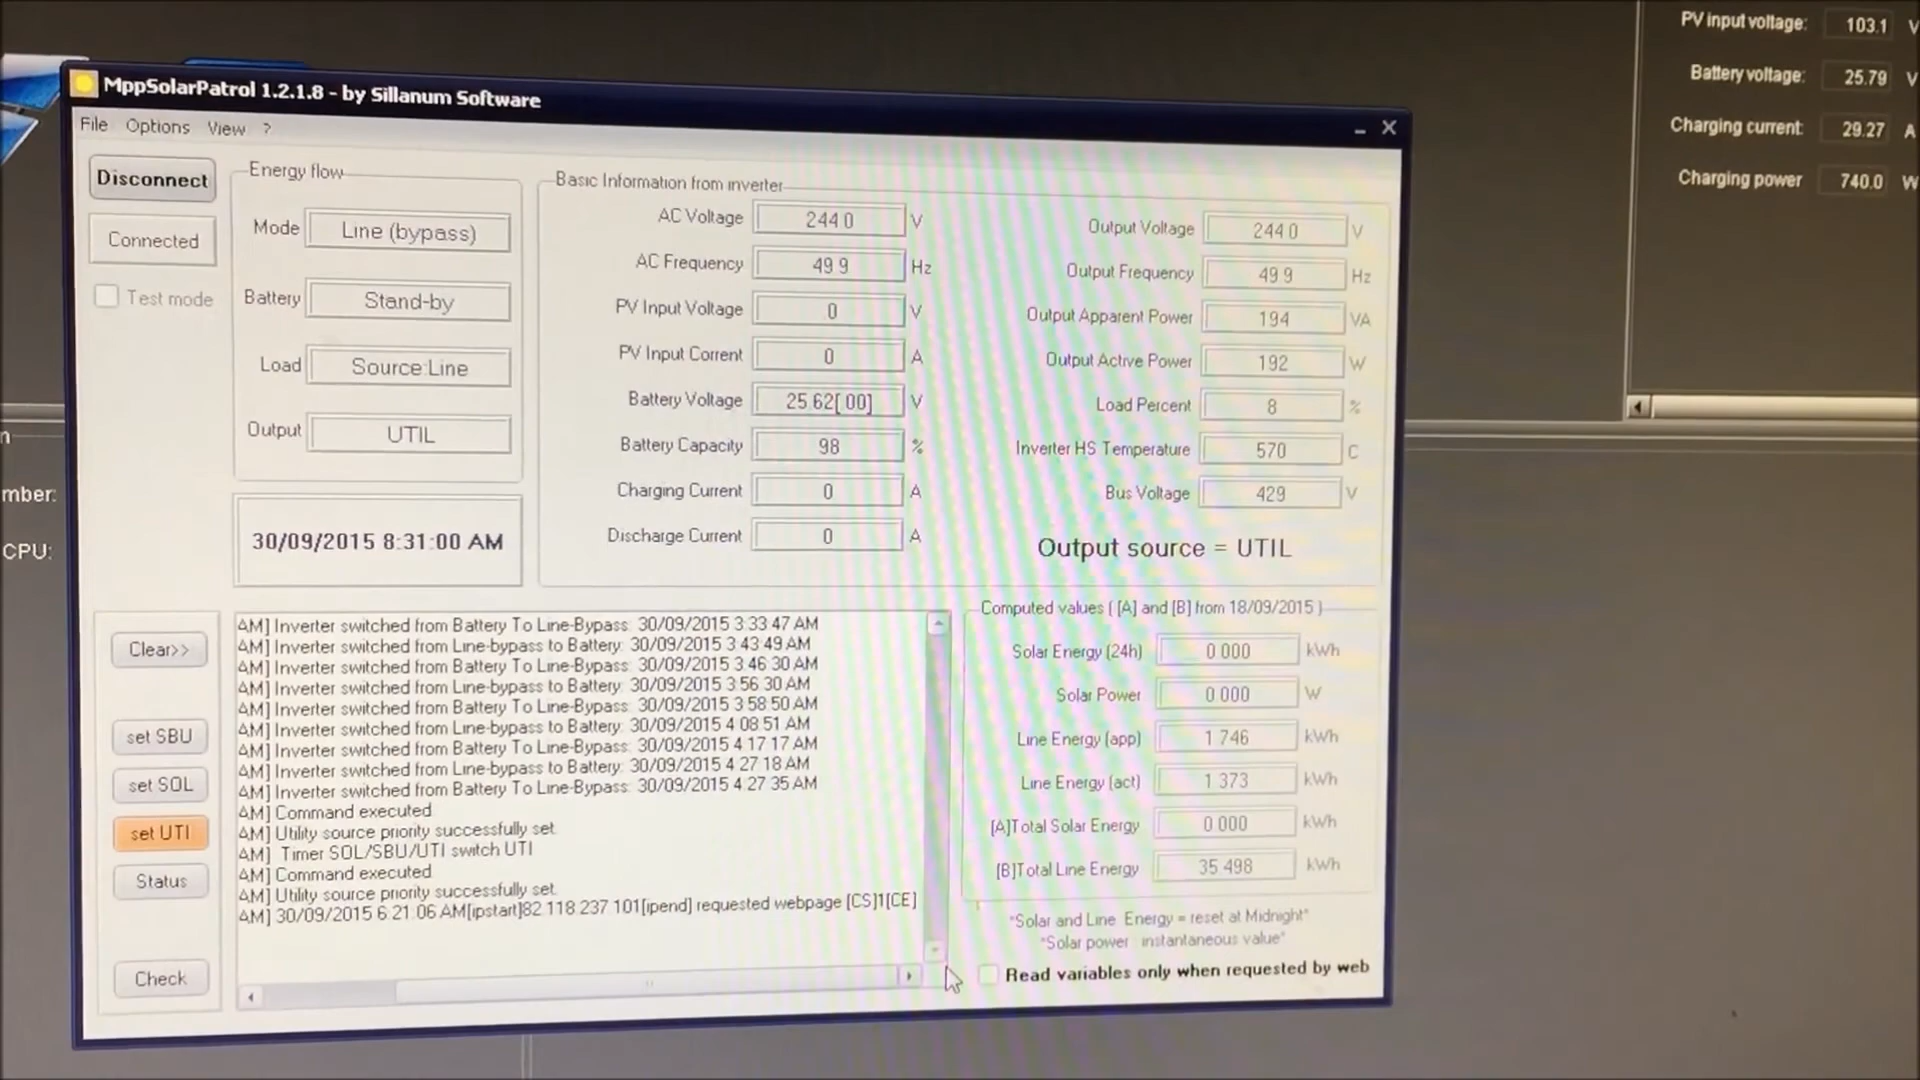 MppSolarPatrol 1.2.1.8 - by Sillanum Software
File Options View ?
Disconnect
Connected
Test mode
Energy flow
Mode Line (bypass)
Battery Stand-by
Load Source:Line
Output UTIL
30/09/2015 8:31:00 AM
Basic Information from inverter
AC Voltage 244 0 V
AC Frequency 49 9 Hz
PV Input Voltage 0 V
PV Input Corrent 0 A
Battery Voltage 25.62[ 00] V
Battery Capacity 98 %
Charging Current 0 A
Discharge Current 0 A
Output Voltage 244 0 V
Output Frequency 49 9 Hz
Output Apparent Power 194 VA
Output Active Power 192 W
Load Percent 8 %
Inverter HS Temperature 570 C
Bus Voltage 429 V
Output source = UTIL
Clear>>
set SBU
set SOL
set UTI
Status
Check
AM] Inverter switched from Battery To Line-Bypass: 30/09/2015 3:33 47 AM
AM] Inverter switched from Line-bypass to Battery: 30/09/2015 3 43 49 AM
AM] Inverter switched from Battery To Line-Bypass: 30/09/2015 3 46 30 AM
AM] Inverter switched from Line-bypass to Battery: 30/09/2015 3 56 30 AM
AM] Inverter switched from Battery To Line-Bypass: 30/09/2015 3 58 50 AM
AM] Inverter switched from Line-bypass to Battery: 30/09/2015 4 08 51 AM
AM] Inverter switched from Battery To Line-Bypass: 30/09/2015 4 17 17 AM
AM] Inverter switched from Line-bypass to Battery: 30/09/2015 4 27 18 AM
AM] Inverter switched from Battery To Line-Bypass: 30/09/2015 4:27 35 AM
AM] Command executed
AM] Utility source priority successfully set.
AM] Timer SOL/SBU/UTI switch UTI
AM] Command executed
AM] Utility source priority successfully set.
AM] 30/09/2015 6:21:06 AM[ipstart]82 118 237 101[ipend] requested webpage [CS]1[CE]
Computed values ( [A] and [B] from 18/09/2015 )
Solar Energy (24h) 0 000 kWh
Solar Power 0 000 W
Line Energy (app) 1 746 kWh
Line Energy (act) 1 373 kWh
[A]Total Solar Energy 0 000 kWh
[B]Total Line Energy 35 498 kWh
"Solar and Line Energy = reset at Midnight"
"Solar power : instantaneous value"
Read variables only when requested by web
PV input voltage: 103.1 V
Battery voltage: 25.79 V
Charging current: 29.27 A
Charging power 740.0 W
mber:
CPU: